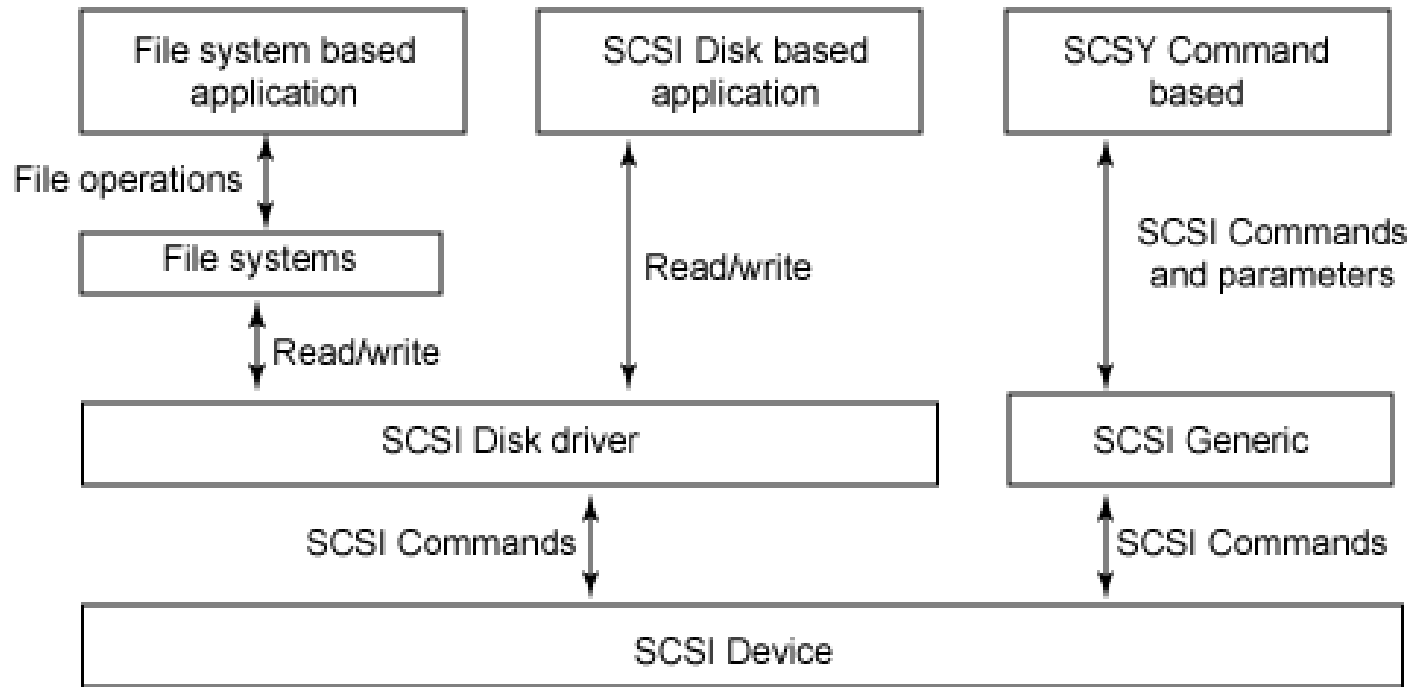 File system based
application
SCSI Disk based
application
SCSY Command
based
File operations
File systems
Read/write
SCSI Commands
and parameters
Read/write
SCSI Disk driver
SCSI Generic
SCSI Commands
SCSI Commands
SCSI Device